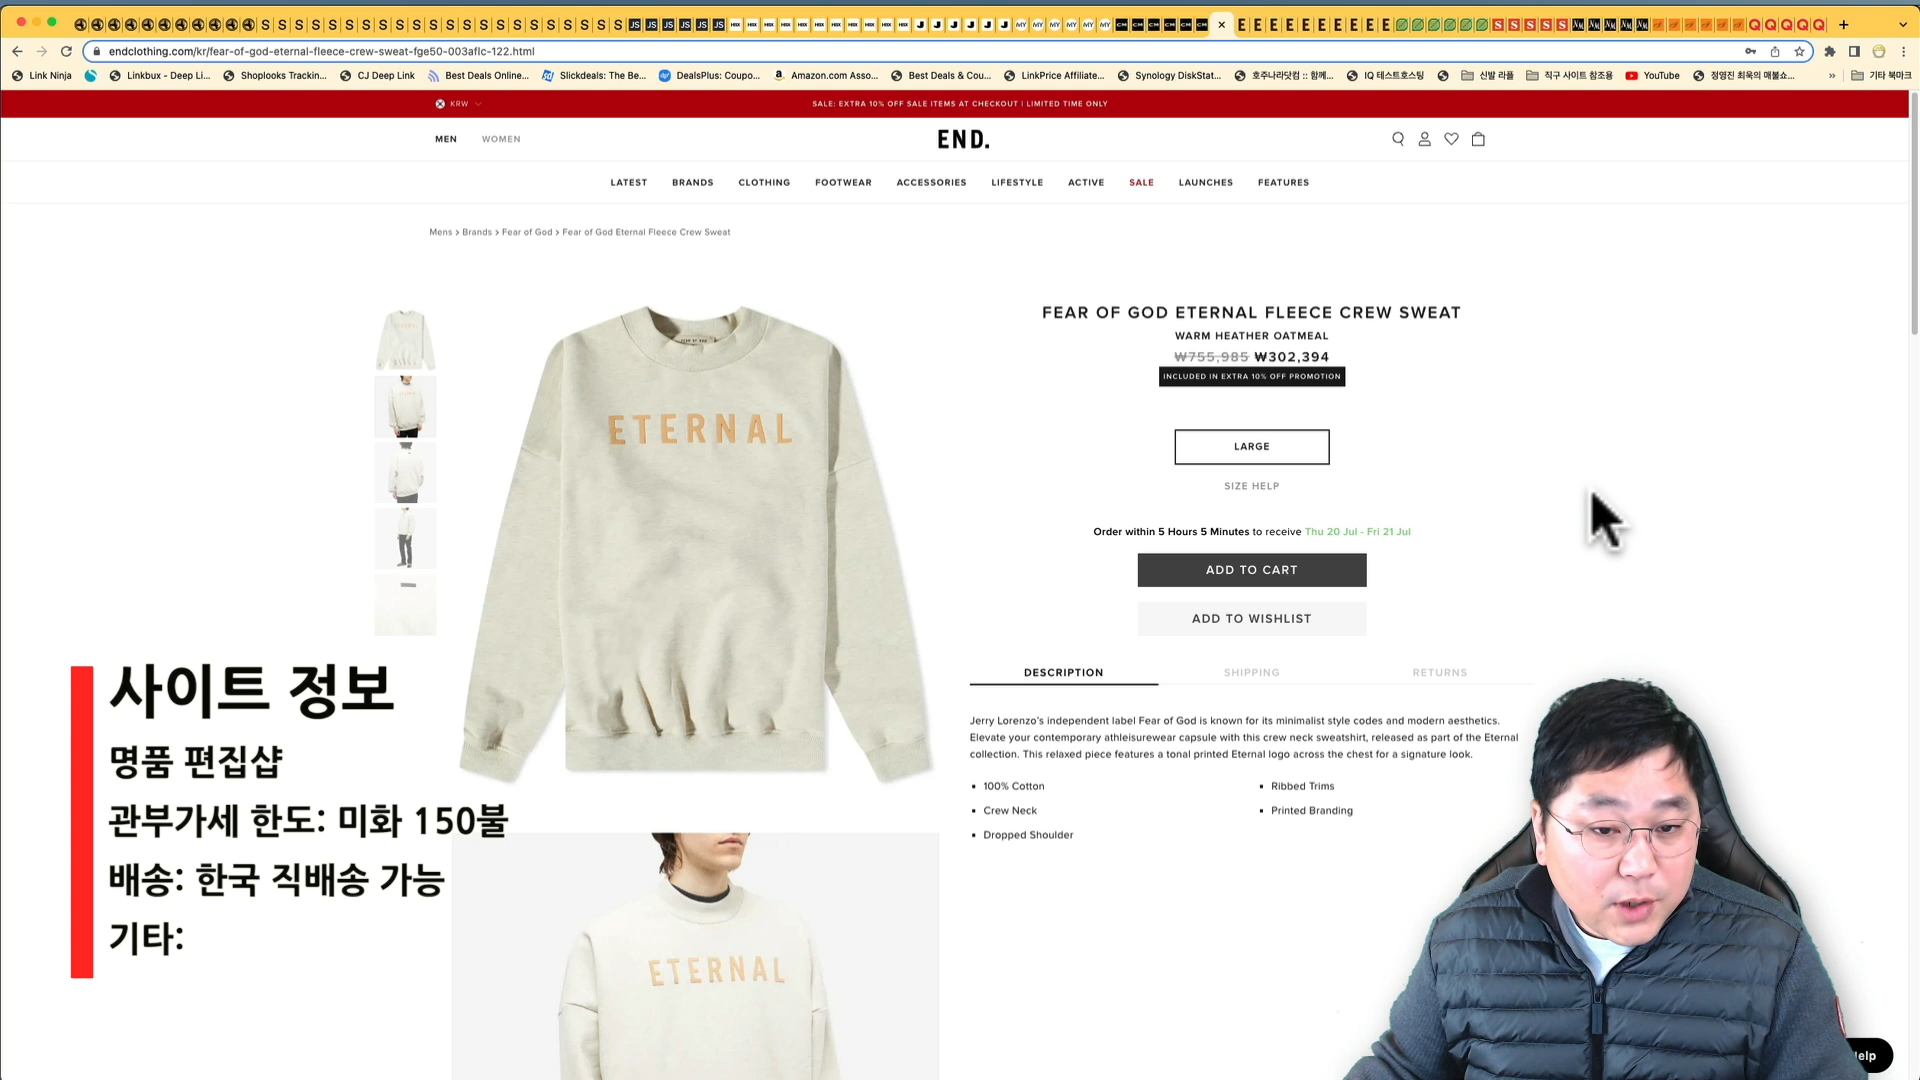 endclothing.com/kr/fear-of-god-eternal-fleece-crew-sweat-fge50-003aflc-122.html
Link Ninja
Linkbux - Deep Li...
Shoplooks Trackin...
CJ Deep Link
Best Deals Online...
Slickdeals: The Be...
DealsPlus: Coupo...
Amazon.com Asso...
Best Deals & Cou...
LinkPrice Affiliate...
Synology DiskStat...
호주나라닷컴 :: 함께...
IQ 테스트호스팅
신발 라플
직구 사이트 참조용
YouTube
정영진 최욱의 매불쇼...
»
기타 북마크
KRW
SALE: EXTRA 10% OFF SALE ITEMS AT CHECKOUT | LIMITED TIME ONLY
MEN
WOMEN
END.
LATEST
BRANDS
CLOTHING
FOOTWEAR
ACCESSORIES
LIFESTYLE
ACTIVE
SALE
LAUNCHES
FEATURES
Mens > Brands > Fear of God > Fear of God Eternal Fleece Crew Sweat
FEAR OF GOD
ETERNAL
FEAR OF GOD ETERNAL FLEECE CREW SWEAT
WARM HEATHER OATMEAL
₩755,985 ₩302,394
INCLUDED IN EXTRA 10% OFF PROMOTION
LARGE
SIZE HELP
Order within 5 Hours 5 Minutes to receive Thu 20 Jul - Fri 21 Jul
ADD TO CART
ADD TO WISHLIST
DESCRIPTION
SHIPPING
RETURNS
Jerry Lorenzo's independent label Fear of God is known for its minimalist style codes and modern aesthetics.
Elevate your contemporary athleisurewear capsule with this crew neck sweatshirt, released as part of the Eternal
collection. This relaxed piece features a tonal printed Eternal logo across the chest for a signature look.
100% Cotton
Ribbed Trims
Crew Neck
Printed Branding
Dropped Shoulder
사이트 정보
명품 편집샵
관부가세 한도: 미화 150불
배송: 한국 직배송 가능
기타:
ETERNAL